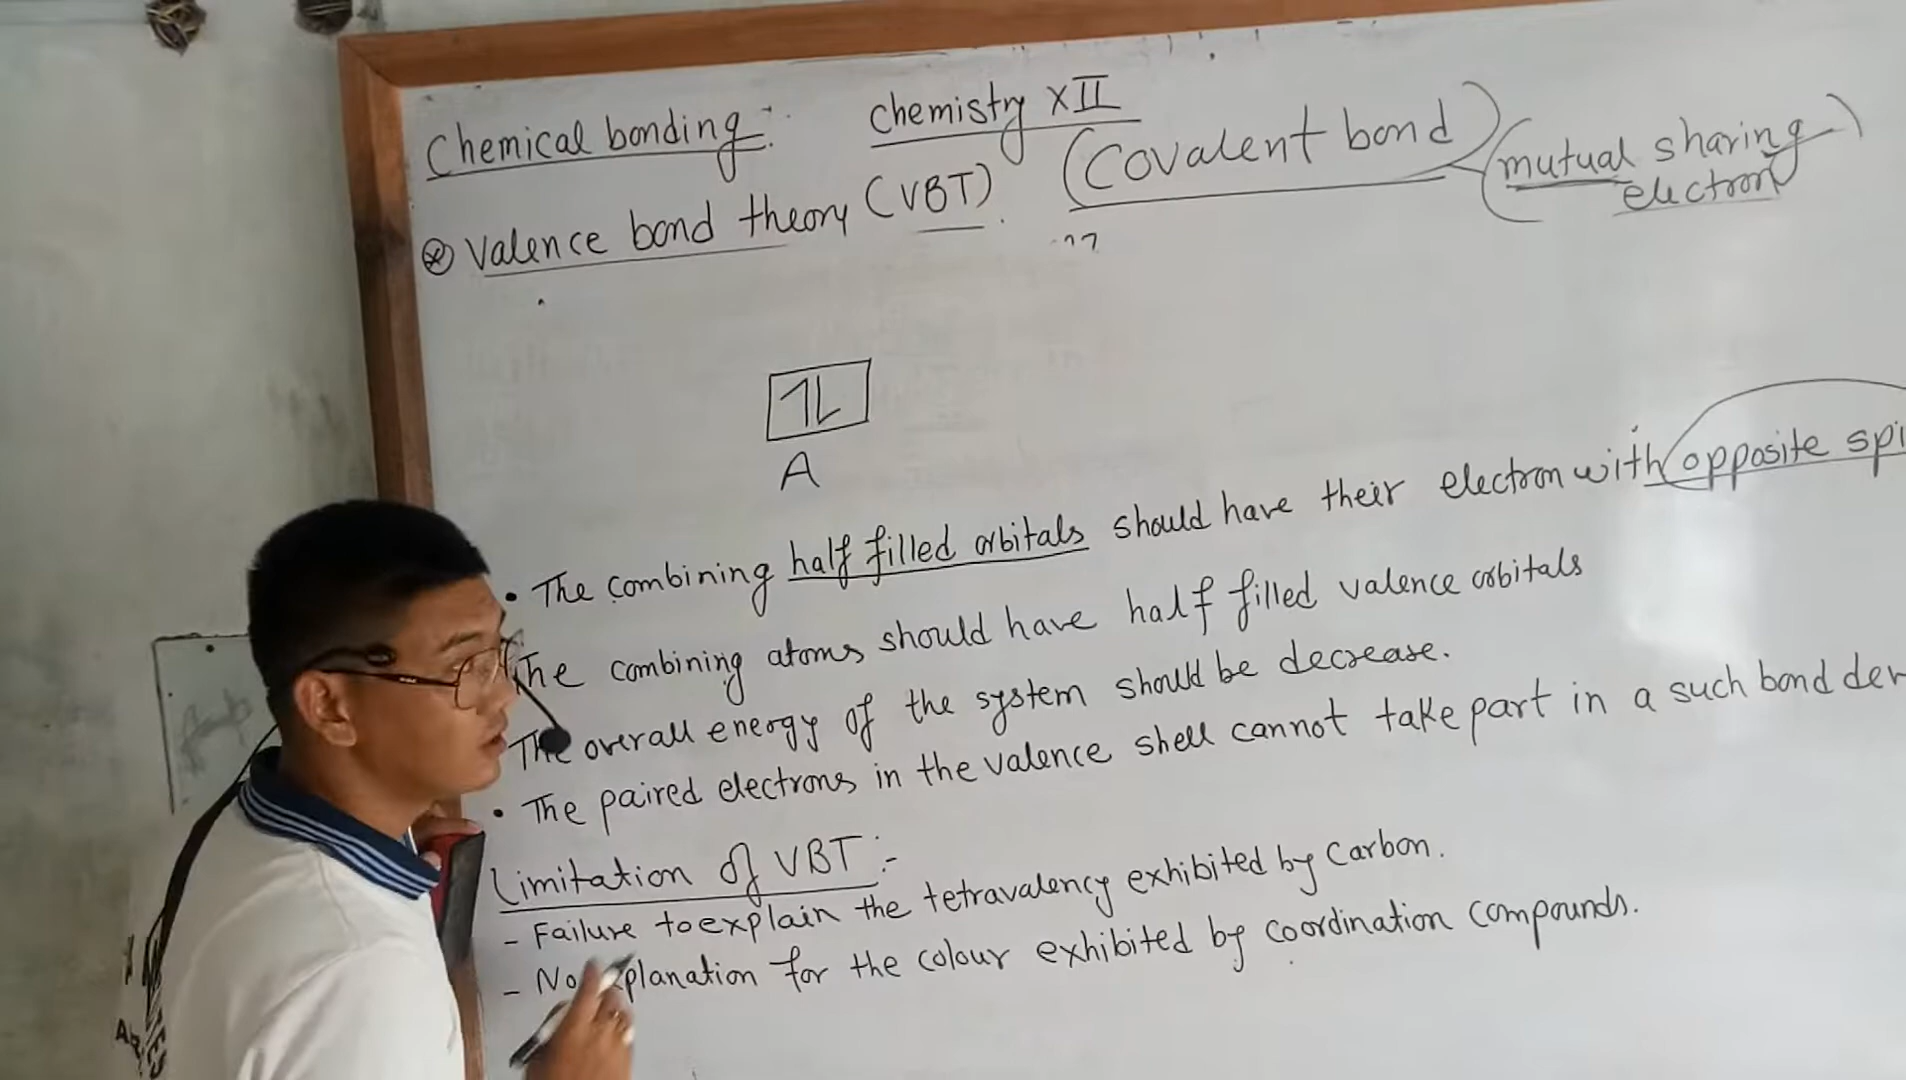 Chemical bonding:
chemistry XII
⊛ Valence bond theory (VBT).
(Covalent bond)
(mutual sharing
electron)
1L
A
• The combining half filled orbitals should have their electron with opposite spi
The combining atoms should have half filled valence orbitals
The overall energy of the system should be decrease.
• The paired electrons in the valence shell cannot take part in a such bond
Limitation of VBT :-
- Failure to explain the tetravalency exhibited by Carbon.
- No explanation for the colour exhibited by coordination compounds.